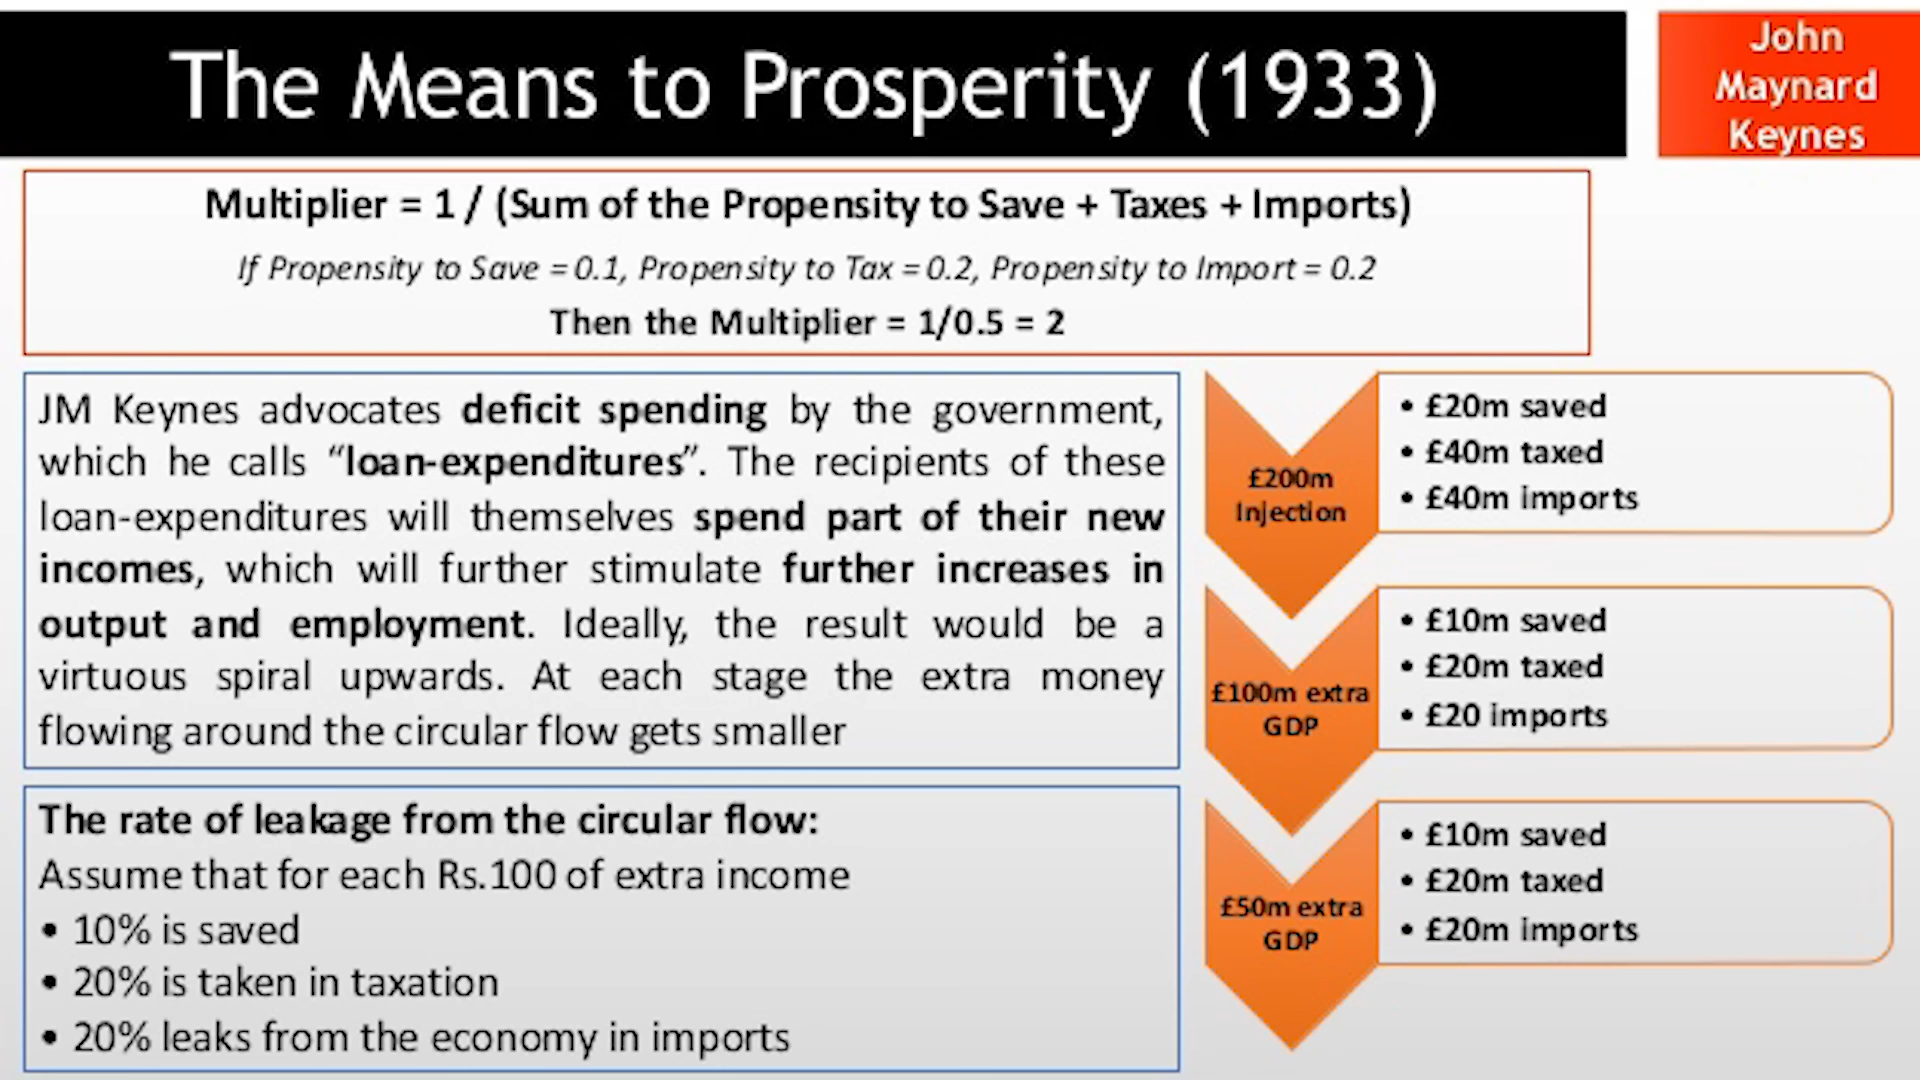 The Means to Prosperity (1933)
John
Maynard
Keynes
Multiplier = 1 / (Sum of the Propensity to Save + Taxes + Imports)
If Propensity to Save = 0.1, Propensity to Tax = 0.2, Propensity to Import = 0.2
Then the Multiplier = 1/0.5 = 2
JM Keynes advocates deficit spending by the government,
which he calls “loan-expenditures”. The recipients of these
loan-expenditures will themselves spend part of their new
incomes, which will further stimulate further increases in
output and employment. Ideally, the result would be a
virtuous spiral upwards. At each stage the extra money
flowing around the circular flow gets smaller
The rate of leakage from the circular flow:
Assume that for each Rs.100 of extra income
• 10% is saved
• 20% is taken in taxation
• 20% leaks from the economy in imports
£200m
Injection
• £20m saved
• £40m taxed
• £40m imports
£100m extra
GDP
• £10m saved
• £20m taxed
• £20 imports
£50m extra
GDP
• £10m saved
• £20m taxed
• £20m imports